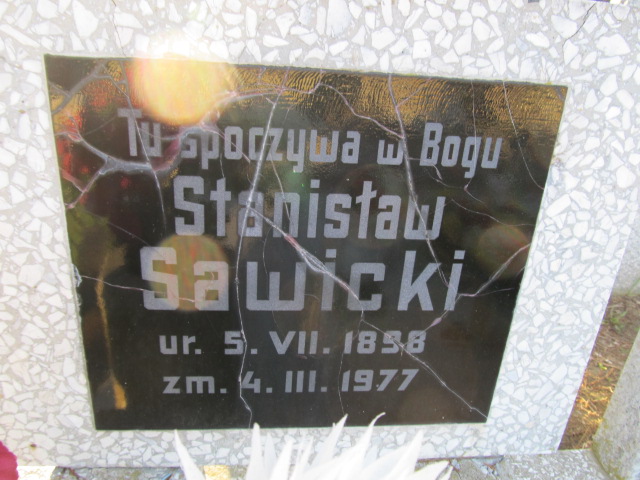 Tu spoczywa w Bogu
Stanisław
Sawicki
ur. 5. VII. 1898
zm. 4. III. 1977